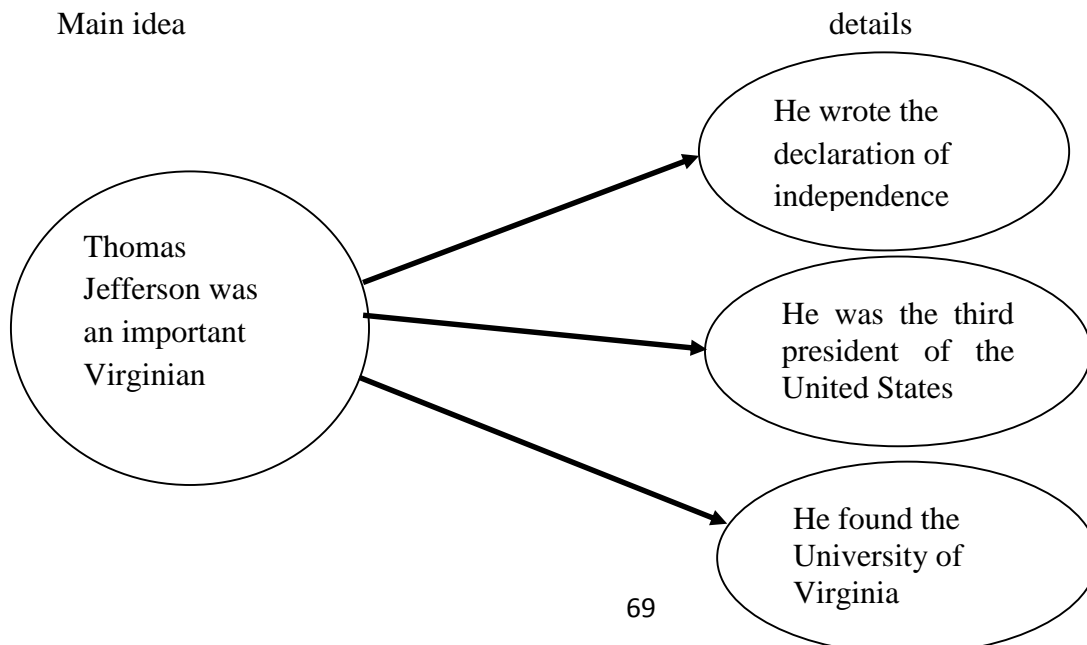 Main idea details
Thomas
Jefferson was
an important
Virginian
He wrote the
declaration of
independence
He was the third
president of the
United States
He found the
University of
Virginia
69